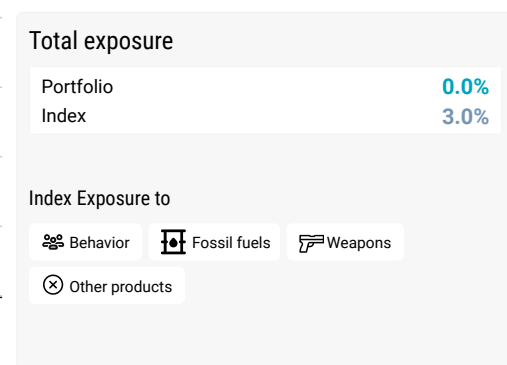 Total exposure
Portfolio 0.0%
Index 3.0%
Index Exposure to
Behavior Fossil fuels Weapons
Other products